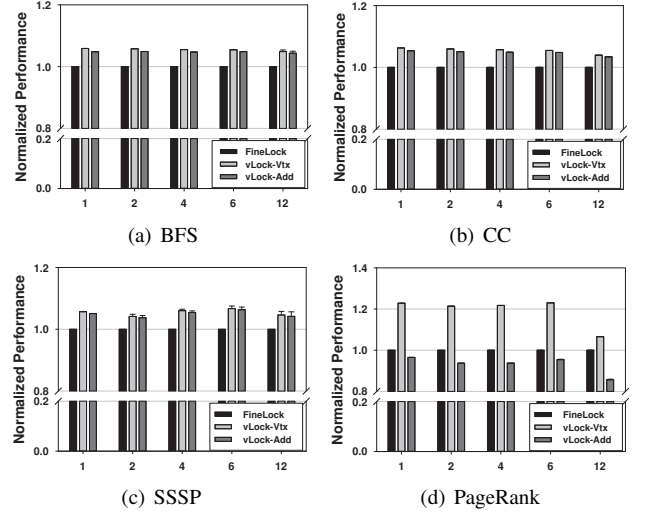 Normalized Performance
1.2
1.0
0.8
0.2
0.0
FineLock
vLock-Vtx
vLock-Add
1 2 4 6 12
(a) BFS
Normalized Performance
1.2
1.0
0.8
0.2
0.0
FineLock
vLock-Vtx
vLock-Add
1 2 4 6 12
(b) CC
Normalized Performance
1.2
1.0
0.8
0.2
0.0
FineLock
vLock-Vtx
vLock-Add
1 2 4 6 12
(c) SSSP
Normalized Performance
1.4
1.2
1.0
0.8
0.2
0.0
FineLock
vLock-Vtx
vLock-Add
1 2 4 6 12
(d) PageRank